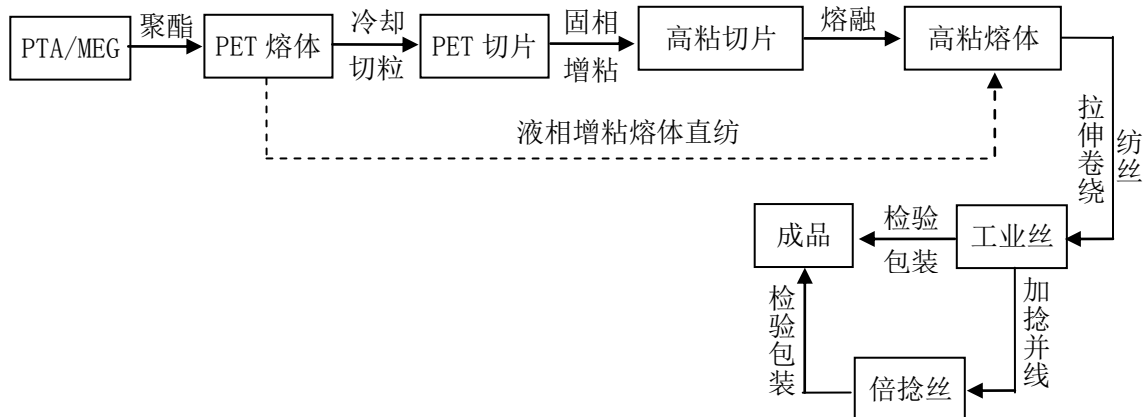 PTA/MEG
聚酯
PET 熔体
冷却
切粒
PET 切片
固相
增粘
高粘切片
熔融
高粘熔体
液相增粘熔体直纺
拉伸卷绕
纺丝
工业丝
检验
包装
成品
加捻并线
倍捻丝
检验包装